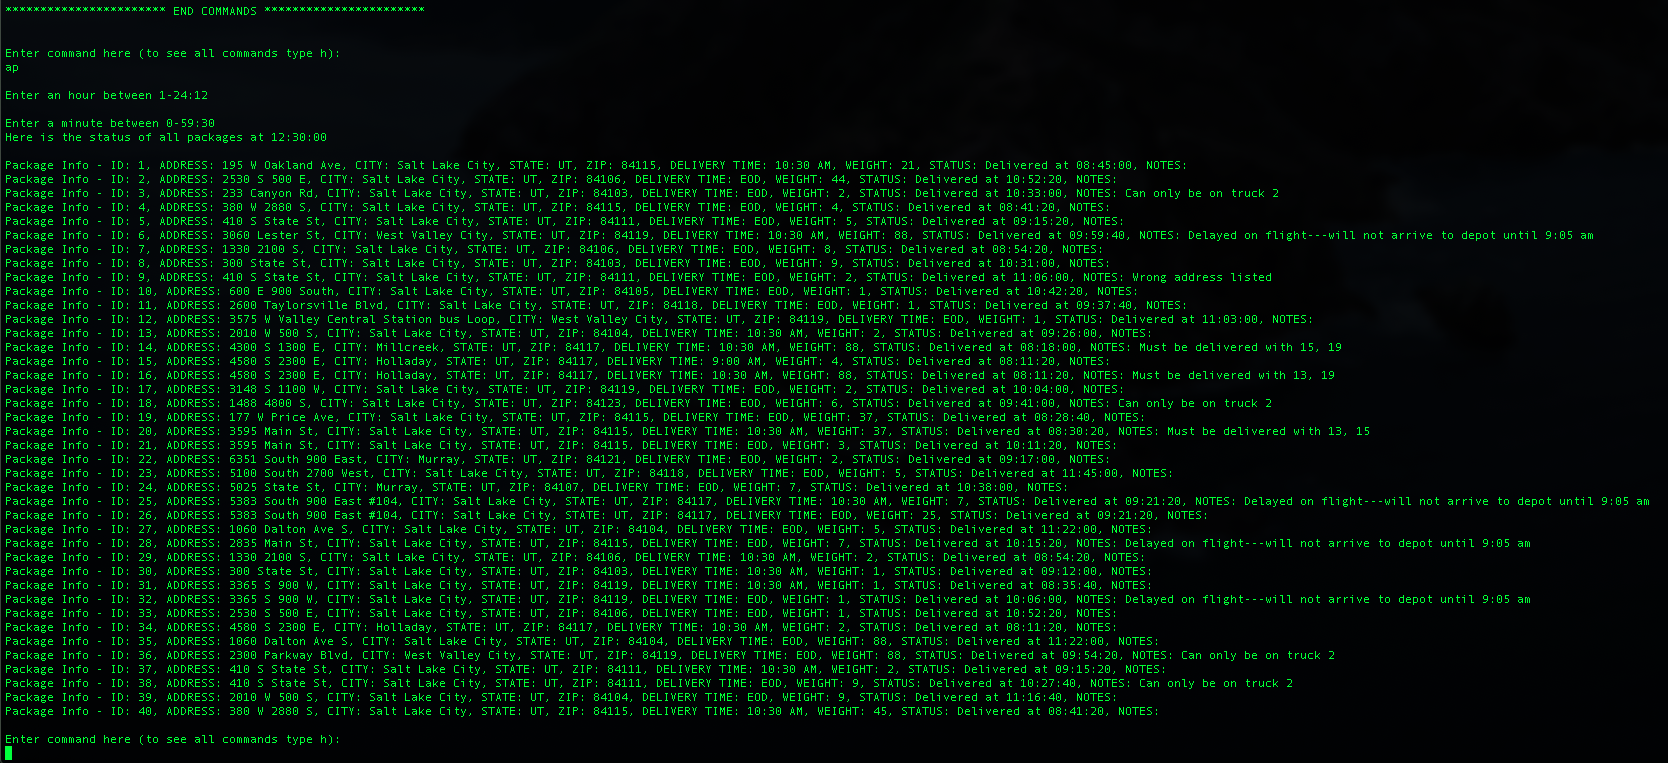 *********************** END COMMANDS ***********************
Enter command here (to see all commands type h):
ap
Enter an hour between 1-24:12
Enter a minute between 0-59:30
Here is the status of all packages at 12:30:00
Package Info - ID: 1, ADDRESS: 195 W Oakland Ave, CITY: Salt Lake City, STATE: UT, ZIP: 84115, DELIVERY TIME: 10:30 AM, WEIGHT: 21, STATUS: Delivered at 08:45:00, NOTES:
Package Info - ID: 2, ADDRESS: 2530 S 500 E, CITY: Salt Lake City, STATE: UT, ZIP: 84106, DELIVERY TIME: EOD, WEIGHT: 44, STATUS: Delivered at 10:52:20, NOTES:
Package Info - ID: 3, ADDRESS: 233 Canyon Rd, CITY: Salt Lake City, STATE: UT, ZIP: 84103, DELIVERY TIME: EOD, WEIGHT: 2, STATUS: Delivered at 10:33:00, NOTES: Can only be on truck 2
Package Info - ID: 4, ADDRESS: 380 W 2880 S, CITY: Salt Lake City, STATE: UT, ZIP: 84115, DELIVERY TIME: EOD, WEIGHT: 4, STATUS: Delivered at 08:41:20, NOTES:
Package Info - ID: 5, ADDRESS: 410 S State St, CITY: Salt Lake City, STATE: UT, ZIP: 84111, DELIVERY TIME: EOD, WEIGHT: 5, STATUS: Delivered at 09:15:20, NOTES:
Package Info - ID: 6, ADDRESS: 3060 Lester St, CITY: West Valley City, STATE: UT, ZIP: 84119, DELIVERY TIME: 10:30 AM, WEIGHT: 88, STATUS: Delivered at 09:59:40, NOTES: Delayed on flight---will not arrive to depot until 9:05 am
Package Info - ID: 7, ADDRESS: 1330 2100 S, CITY: Salt Lake City, STATE: UT, ZIP: 84106, DELIVERY TIME: EOD, WEIGHT: 8, STATUS: Delivered at 08:54:20, NOTES:
Package Info - ID: 8, ADDRESS: 300 State St, CITY: Salt Lake City, STATE: UT, ZIP: 84103, DELIVERY TIME: EOD, WEIGHT: 9, STATUS: Delivered at 10:31:00, NOTES:
Package Info - ID: 9, ADDRESS: 410 S State St, CITY: Salt Lake City, STATE: UT, ZIP: 84111, DELIVERY TIME: EOD, WEIGHT: 2, STATUS: Delivered at 11:06:00, NOTES: Wrong address listed
Package Info - ID: 10, ADDRESS: 600 E 900 South, CITY: Salt Lake City, STATE: UT, ZIP: 84105, DELIVERY TIME: EOD, WEIGHT: 1, STATUS: Delivered at 10:42:20, NOTES:
Package Info - ID: 11, ADDRESS: 2600 Taylorsville Blvd, CITY: Salt Lake City, STATE: UT, ZIP: 84118, DELIVERY TIME: EOD, WEIGHT: 1, STATUS: Delivered at 09:37:40, NOTES:
Package Info - ID: 12, ADDRESS: 3575 W Valley Central Station bus Loop, CITY: West Valley City, STATE: UT, ZIP: 84119, DELIVERY TIME: EOD, WEIGHT: 1, STATUS: Delivered at 11:03:00, NOTES:
Package Info - ID: 13, ADDRESS: 2010 W 500 S, CITY: Salt Lake City, STATE: UT, ZIP: 84104, DELIVERY TIME: 10:30 AM, WEIGHT: 2, STATUS: Delivered at 09:26:00, NOTES:
Package Info - ID: 14, ADDRESS: 4300 S 1300 E, CITY: Millcreek, STATE: UT, ZIP: 84117, DELIVERY TIME: 10:30 AM, WEIGHT: 88, STATUS: Delivered at 08:18:00, NOTES: Must be delivered with 15, 19
Package Info - ID: 15, ADDRESS: 4580 S 2300 E, CITY: Holladay, STATE: UT, ZIP: 84117, DELIVERY TIME: 9:00 AM, WEIGHT: 4, STATUS: Delivered at 08:11:20, NOTES:
Package Info - ID: 16, ADDRESS: 4580 S 2300 E, CITY: Holladay, STATE: UT, ZIP: 84117, DELIVERY TIME: 10:30 AM, WEIGHT: 88, STATUS: Delivered at 08:11:20, NOTES: Must be delivered with 13, 19
Package Info - ID: 17, ADDRESS: 3148 S 1100 W, CITY: Salt Lake City, STATE: UT, ZIP: 84119, DELIVERY TIME: EOD, WEIGHT: 2, STATUS: Delivered at 10:04:00, NOTES:
Package Info - ID: 18, ADDRESS: 1488 4800 S, CITY: Salt Lake City, STATE: UT, ZIP: 84123, DELIVERY TIME: EOD, WEIGHT: 6, STATUS: Delivered at 09:41:00, NOTES: Can only be on truck 2
Package Info - ID: 19, ADDRESS: 177 W Price Ave, CITY: Salt Lake City, STATE: UT, ZIP: 84115, DELIVERY TIME: EOD, WEIGHT: 37, STATUS: Delivered at 08:28:40, NOTES:
Package Info - ID: 20, ADDRESS: 3595 Main St, CITY: Salt Lake City, STATE: UT, ZIP: 84115, DELIVERY TIME: 10:30 AM, WEIGHT: 37, STATUS: Delivered at 08:30:20, NOTES: Must be delivered with 13, 15
Package Info - ID: 21, ADDRESS: 3595 Main St, CITY: Salt Lake City, STATE: UT, ZIP: 84115, DELIVERY TIME: EOD, WEIGHT: 3, STATUS: Delivered at 10:11:20, NOTES:
Package Info - ID: 22, ADDRESS: 6351 South 900 East, CITY: Murray, STATE: UT, ZIP: 84121, DELIVERY TIME: EOD, WEIGHT: 2, STATUS: Delivered at 09:17:00, NOTES:
Package Info - ID: 23, ADDRESS: 5100 South 2700 West, CITY: Salt Lake City, STATE: UT, ZIP: 84118, DELIVERY TIME: EOD, WEIGHT: 5, STATUS: Delivered at 11:45:00, NOTES:
Package Info - ID: 24, ADDRESS: 5025 State St, CITY: Murray, STATE: UT, ZIP: 84107, DELIVERY TIME: EOD, WEIGHT: 7, STATUS: Delivered at 10:38:00, NOTES:
Package Info - ID: 25, ADDRESS: 5383 South 900 East #104, CITY: Salt Lake City, STATE: UT, ZIP: 84117, DELIVERY TIME: 10:30 AM, WEIGHT: 7, STATUS: Delivered at 09:21:20, NOTES: Delayed on flight---will not arrive to depot until 9:05 am
Package Info - ID: 26, ADDRESS: 5383 South 900 East #104, CITY: Salt Lake City, STATE: UT, ZIP: 84117, DELIVERY TIME: EOD, WEIGHT: 25, STATUS: Delivered at 09:21:20, NOTES:
Package Info - ID: 27, ADDRESS: 1060 Dalton Ave S, CITY: Salt Lake City, STATE: UT, ZIP: 84104, DELIVERY TIME: EOD, WEIGHT: 5, STATUS: Delivered at 11:22:00, NOTES:
Package Info - ID: 28, ADDRESS: 2835 Main St, CITY: Salt Lake City, STATE: UT, ZIP: 84115, DELIVERY TIME: EOD, WEIGHT: 7, STATUS: Delivered at 10:15:20, NOTES: Delayed on flight---will not arrive to depot until 9:05 am
Package Info - ID: 29, ADDRESS: 1330 2100 S, CITY: Salt Lake City, STATE: UT, ZIP: 84106, DELIVERY TIME: 10:30 AM, WEIGHT: 2, STATUS: Delivered at 08:54:20, NOTES:
Package Info - ID: 30, ADDRESS: 300 State St, CITY: Salt Lake City, STATE: UT, ZIP: 84103, DELIVERY TIME: 10:30 AM, WEIGHT: 1, STATUS: Delivered at 09:12:00, NOTES:
Package Info - ID: 31, ADDRESS: 3365 S 900 W, CITY: Salt Lake City, STATE: UT, ZIP: 84119, DELIVERY TIME: 10:30 AM, WEIGHT: 1, STATUS: Delivered at 08:35:40, NOTES:
Package Info - ID: 32, ADDRESS: 3365 S 900 W, CITY: Salt Lake City, STATE: UT, ZIP: 84119, DELIVERY TIME: EOD, WEIGHT: 1, STATUS: Delivered at 10:06:00, NOTES: Delayed on flight---will not arrive to depot until 9:05 am
Package Info - ID: 33, ADDRESS: 2530 S 500 E, CITY: Salt Lake City, STATE: UT, ZIP: 84106, DELIVERY TIME: EOD, WEIGHT: 1, STATUS: Delivered at 10:52:20, NOTES:
Package Info - ID: 34, ADDRESS: 4580 S 2300 E, CITY: Holladay, STATE: UT, ZIP: 84117, DELIVERY TIME: 10:30 AM, WEIGHT: 2, STATUS: Delivered at 08:11:20, NOTES:
Package Info - ID: 35, ADDRESS: 1060 Dalton Ave S, CITY: Salt Lake City, STATE: UT, ZIP: 84104, DELIVERY TIME: EOD, WEIGHT: 88, STATUS: Delivered at 11:22:00, NOTES:
Package Info - ID: 36, ADDRESS: 2300 Parkway Blvd, CITY: West Valley City, STATE: UT, ZIP: 84119, DELIVERY TIME: EOD, WEIGHT: 88, STATUS: Delivered at 09:54:20, NOTES: Can only be on truck 2
Package Info - ID: 37, ADDRESS: 410 S State St, CITY: Salt Lake City, STATE: UT, ZIP: 84111, DELIVERY TIME: 10:30 AM, WEIGHT: 2, STATUS: Delivered at 09:15:20, NOTES:
Package Info - ID: 38, ADDRESS: 410 S State St, CITY: Salt Lake City, STATE: UT, ZIP: 84111, DELIVERY TIME: EOD, WEIGHT: 9, STATUS: Delivered at 10:27:40, NOTES: Can only be on truck 2
Package Info - ID: 39, ADDRESS: 2010 W 500 S, CITY: Salt Lake City, STATE: UT, ZIP: 84104, DELIVERY TIME: EOD, WEIGHT: 9, STATUS: Delivered at 11:16:40, NOTES:
Package Info - ID: 40, ADDRESS: 380 W 2880 S, CITY: Salt Lake City, STATE: UT, ZIP: 84115, DELIVERY TIME: 10:30 AM, WEIGHT: 45, STATUS: Delivered at 08:41:20, NOTES:
Enter command here (to see all commands type h):